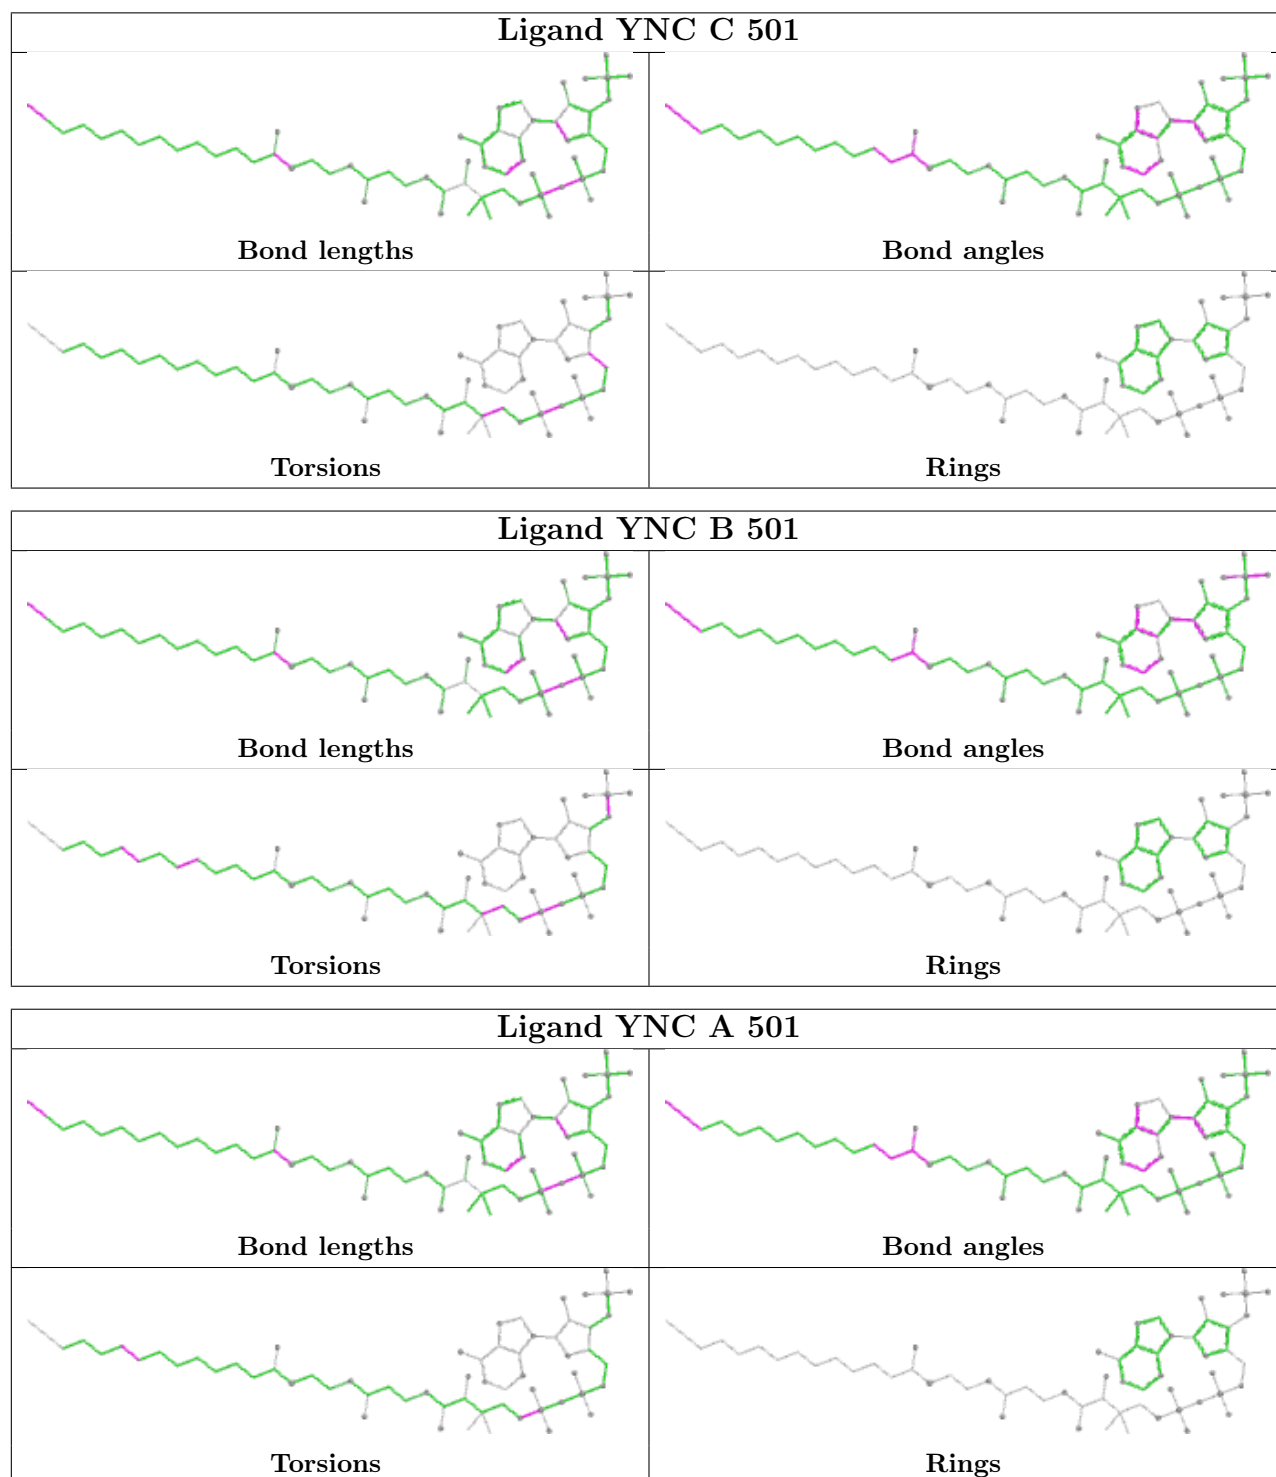 Ligand YNC C 501
Bond lengths
Bond angles
Torsions
Rings
Ligand YNC B 501
Bond lengths
Bond angles
Torsions
Rings
Ligand YNC A 501
Bond lengths
Bond angles
Torsions
Rings